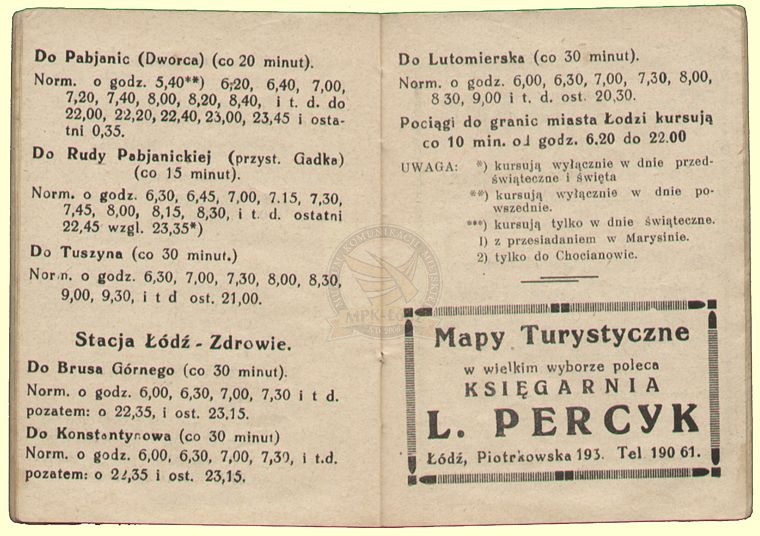 Do Pabjanic (Dworca) (co 20 minut).
Norm. o godz. 5,40**) 6,20, 6,40, 7,00,
7,20, 7,40, 8,00, 8,20, 8,40, i t. d. do
22,00, 22,20, 22,40, 23,00, 23,45 i osta-
tni 0,35.
Do Rudy Pabjanickiej (przyst. Gadka)
(co 15 minut).
Norm. o godz. 6,30, 6,45, 7,00, 7.15, 7,30,
7,45, 8,00, 8,15, 8,30, i t. d. ostatni
22,45 wzgl. 23,35*)
Do Tuszyna (co 30 minut.)
Norm. o godz. 6,30, 7,00, 7,30, 8,00, 8,30,
9,00, 9,30, i t d ost. 21,00.
Stacja Łódź - Zdrowie.
Do Brusa Górnego (co 30 minut).
Norm. o godz. 6,00, 6,30, 7,00, 7,30 i t d.
pozatem: o 22,35, i ost. 23,15.
Do Konstantynowa (co 30 minut)
Norm. o godz. 6,00, 6,30, 7,00, 7,30, i t.d.
pozatem: o 22,35 i ost. 23,15.
Do Lutomierska (co 30 minut).
Norm. o godz. 6,00, 6,30, 7,00, 7,30, 8,00,
8 30, 9,00 i t. d. ost. 20,30.
Pociągi do granic miasta Łodzi kursują
co 10 min. od godz. 6.20 do 22.00
UWAGA: *) kursują wyłącznie w dnie przed-
świąteczne i święta
**) kursują wyłącznie w dnie po-
wszednie.
***) kursują tylko w dnie świąteczne.
1) z przesiadaniem w Marysinie.
2) tylko do Chocianowic.
Mapy Turystyczne
w wielkim wyborze poleca
KSIĘGARNIA
L. PERCYK
Łódź, Piotrkowska 193. Tel 190 61.